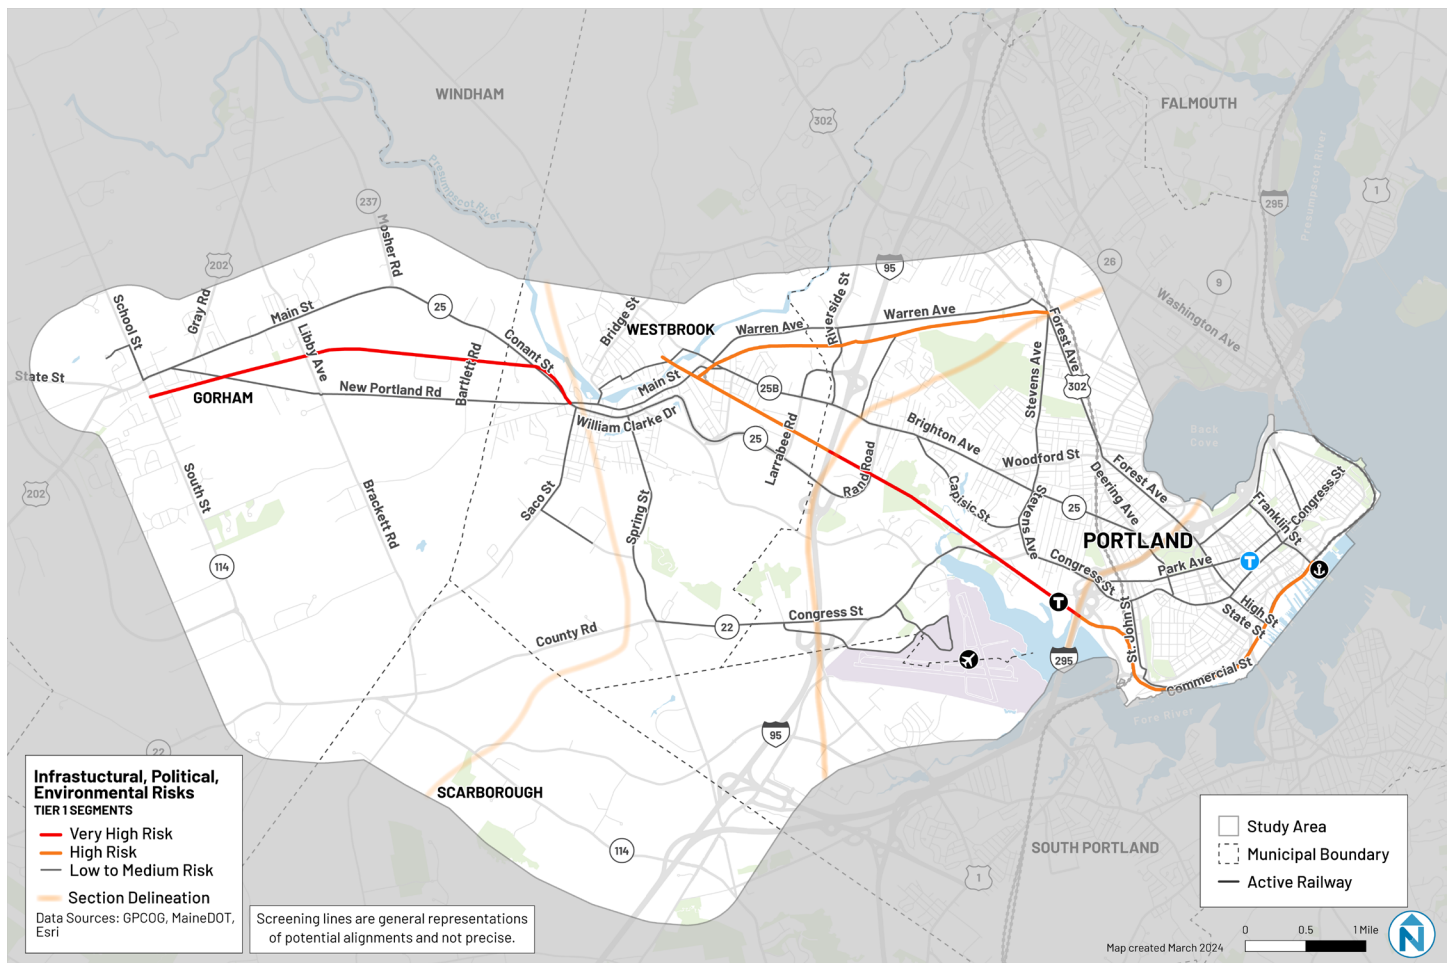 WINDHAM
FALMOUTH
302
Presumpscot River
Presumpscot River
1
295
237
Mosher Rd
202
26
9
Washington Ave
95
School St
Gray Rd
Main St
25
Libby Ave
Conant St
Bridge St
WESTBROOK
Riverside St
Warren Ave
Warren Ave
Forest Ave
State St
Bartlett Rd
New Portland Rd
GORHAM
Main St
25B
Stevens Ave
302
William Clarke Dr
25
Larrabee Rd
Brighton Ave
Back
Cove
Rand Road
Woodford St
Forest Ave
Deering Ave
202
South St
Brackett Rd
Saco St
Spring St
Capisic St
Stevens Ave
25
Franklin St
Congress St
PORTLAND
114
Congress St
Park Ave
T
T
22
Congress St
St. John St
High St
State St
County Rd
295
Commercial St
Fore River
22
95
SCARBOROUGH
114
SOUTH PORTLAND
1
Infrastuctural, Political,
Environmental Risks
TIER 1 SEGMENTS
Very High Risk
High Risk
Low to Medium Risk
Section Delineation
Data Sources: GPCOG, MaineDOT,
Esri
Screening lines are general representations
of potential alignments and not precise.
Study Area
Municipal Boundary
Active Railway
Map created March 2024
0 0.5 1 Mile
N